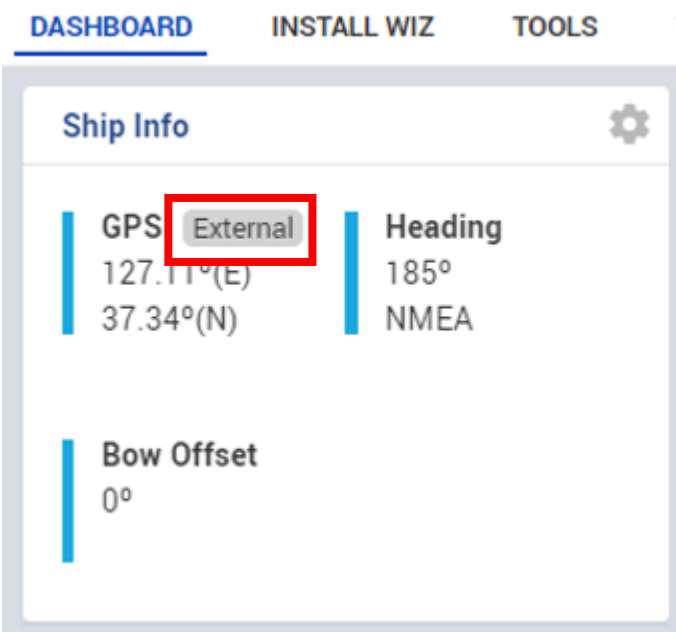 DASHBOARD INSTALL WIZ TOOLS
Ship Info
GPS External Heading
127.11º(E) 185º
37.34º(N) NMEA
Bow Offset
0º